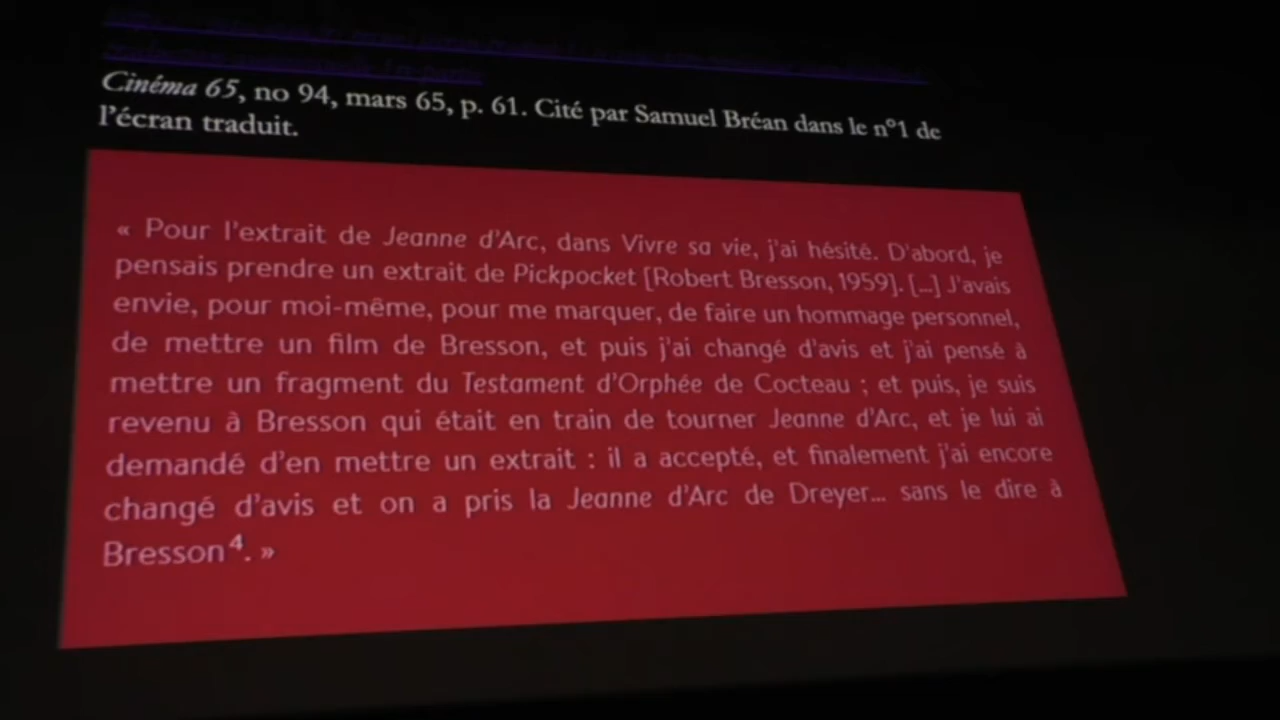 Cinéma 65, no 94, mars 65, p. 61. Cité par Samuel Bréan dans le n°1 de
l'écran traduit.
« Pour l'extrait de Jeanne d'Arc, dans Vivre sa vie, j'ai hésité. D'abord, je
pensais prendre un extrait de Pickpocket [Robert Bresson, 1959]. [...] J'avais
envie, pour moi-même, pour me marquer, de faire un hommage personnel,
de mettre un film de Bresson, et puis j'ai changé d'avis et j'ai pensé à
mettre un fragment du Testament d'Orphée de Cocteau ; et puis, je suis
revenu à Bresson qui était en train de tourner Jeanne d'Arc, et je lui ai
demandé d'en mettre un extrait : il a accepté, et finalement j'ai encore
changé d'avis et on a pris la Jeanne d'Arc de Dreyer... sans le dire à
Bresson⁴. »